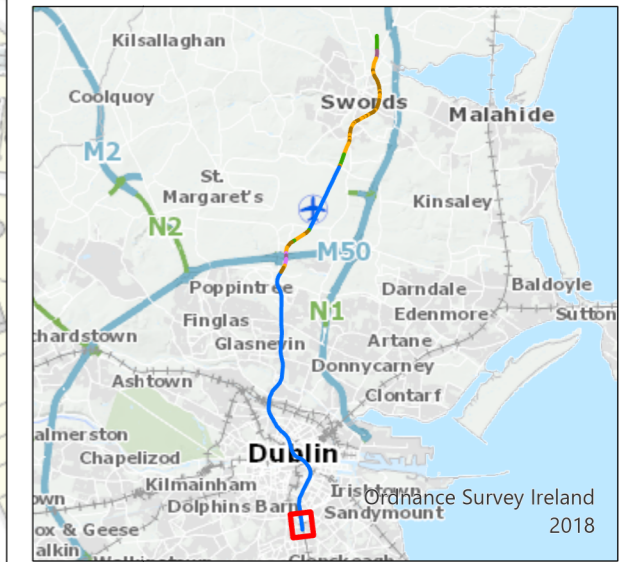 Kilsallaghan
Coolquoy
Swords
Malahide
M2
St.
Margaret's
Kinsaley
N2
M50
Poppintree
Darndale
Baldoyle
N1
Edenmore
Sutton
Finglas
chardstown
Glasnevin
Artane
Donnycarney
Ashtown
Clontarf
almerston
Chapelizod
Dublin
Kilmainham
Irishtown
Ordnance Survey Ireland
own
Dolphins Barn
Sandymount
2018
ox & Geese
alkin
Clonskeagh